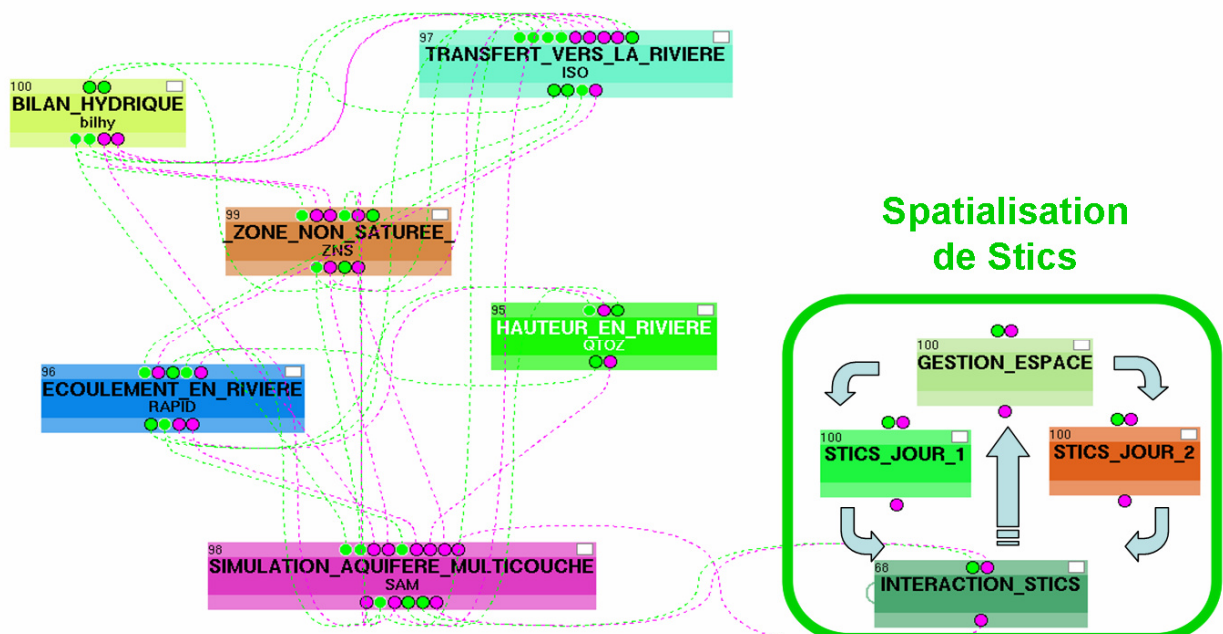 97
TRANSFERT_VERS_LA_RIVIERE
ISO
100
BILAN_HYDRIQUE
bilhy
99
_ZONE_NON_SATUREE_
ZNS
Spatialisation
de Stics
95
HAUTEUR_EN_RIVIERE
QTOZ
96
ECOULEMENT_EN_RIVIERE
RAPID
98
SIMULATION_AQUIFERE_MULTICOUCHE
SAM
100
GESTION_ESPACE
100
STICS_JOUR_1
100
STICS_JOUR_2
68
INTERACTION_STICS